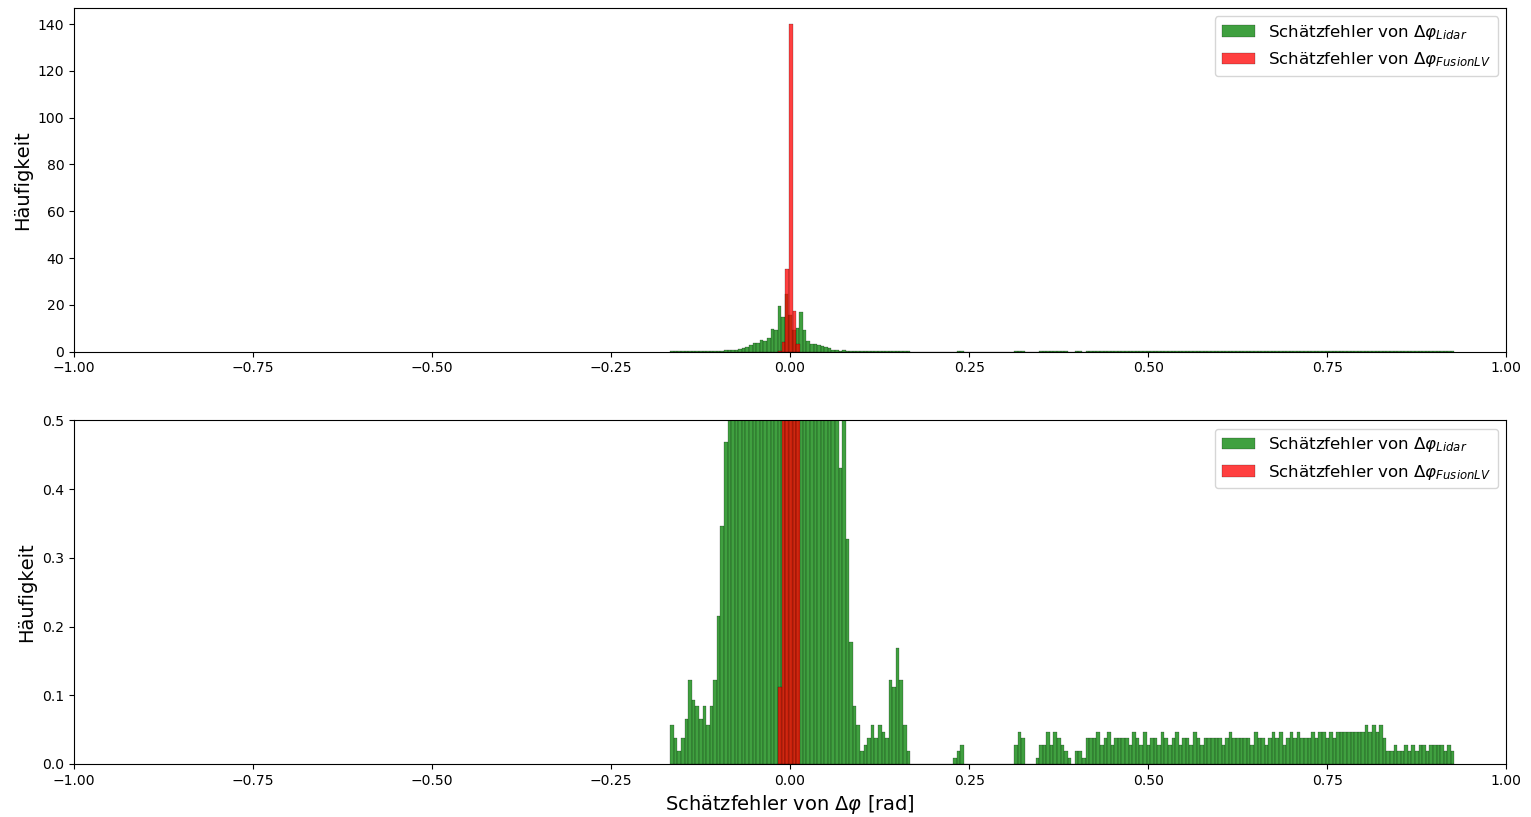 140
120
100
80
60
40
20
0
Häufigkeit
Schätzfehler von Δφ_Lidar
Schätzfehler von Δφ_FusionLV
−1.00 −0.75 −0.50 −0.25 0.00 0.25 0.50 0.75 1.00
0.5
0.4
0.3
0.2
0.1
0.0
Häufigkeit
Schätzfehler von Δφ_Lidar
Schätzfehler von Δφ_FusionLV
−1.00 −0.75 −0.50 −0.25 0.00 0.25 0.50 0.75 1.00
Schätzfehler von Δφ [rad]